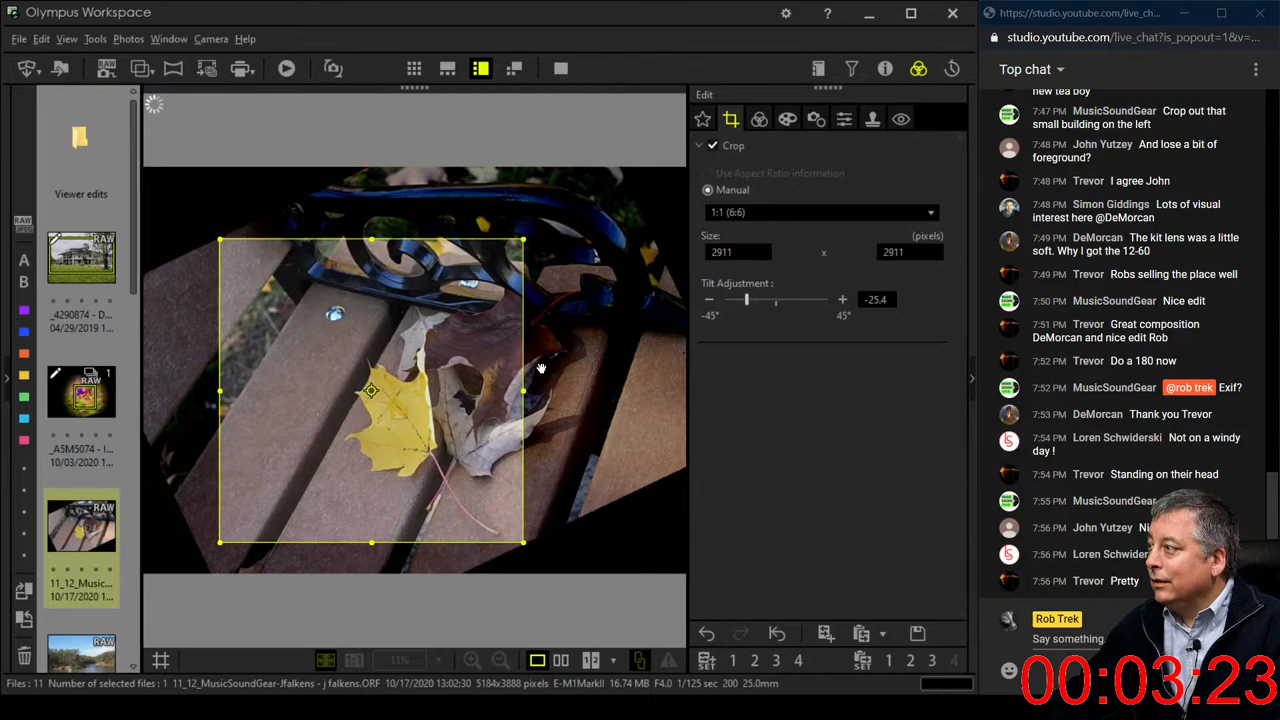 Olympus Workspace
File Edit View Tools Photos Window Camera Help
RAW
Viewer edits
RAW
JPEG
A
B
RAW
_4290874 - D...
04/29/2019 ...
RAW 1
_A5M5074 - I...
10/03/2020 ...
RAW
11_12_Music...
10/17/2020 ...
RAW
1:1
13%
1 2
Edit
Crop
Use Aspect Ratio information
Manual
1:1 (6:6)
Size:
(pixels)
2911 x 2911
Tilt Adjustment :
-25.4
-45° 45°
1 2 3 4
1 2 3 4
Files : 11 Number of selected files : 1 11_12_MusicSoundGear-Jfalkens - j falkens.ORF 10/17/2020 13:02:30 5184x3888 pixels E-M1MarkII 16.74 MB F4.0 1/125 sec 200 25.0mm
https://studio.youtube.com/live_c...
studio.youtube.com/live_chat?is_popout=1&v=...
Top chat
new tea boy
7:47 PM MusicSoundGear Crop out that
small building on the left
7:48 PM John Yutzey And lose a bit of
foreground?
7:48 PM Trevor I agree John
7:48 PM Simon Giddings Lots of visual
interest here @DeMorcan
7:49 PM DeMorcan The kit lens was a little
soft. Why I got the 12-60
7:49 PM Trevor Robs selling the place well
7:50 PM MusicSoundGear Nice edit
7:51 PM Trevor Great composition
DeMorcan and nice edit Rob
7:52 PM Trevor Do a 180 now
7:52 PM MusicSoundGear @rob trek Exif?
7:53 PM DeMorcan Thank you Trevor
7:54 PM Loren Schwiderski Not on a windy
day !
7:54 PM Trevor Standing on their head
7:55 PM MusicSoundGear
7:56 PM John Yutzey Ni
7:56 PM Loren Schwider
7:56 PM Trevor Pretty
Rob Trek
Say something.
00:03:23